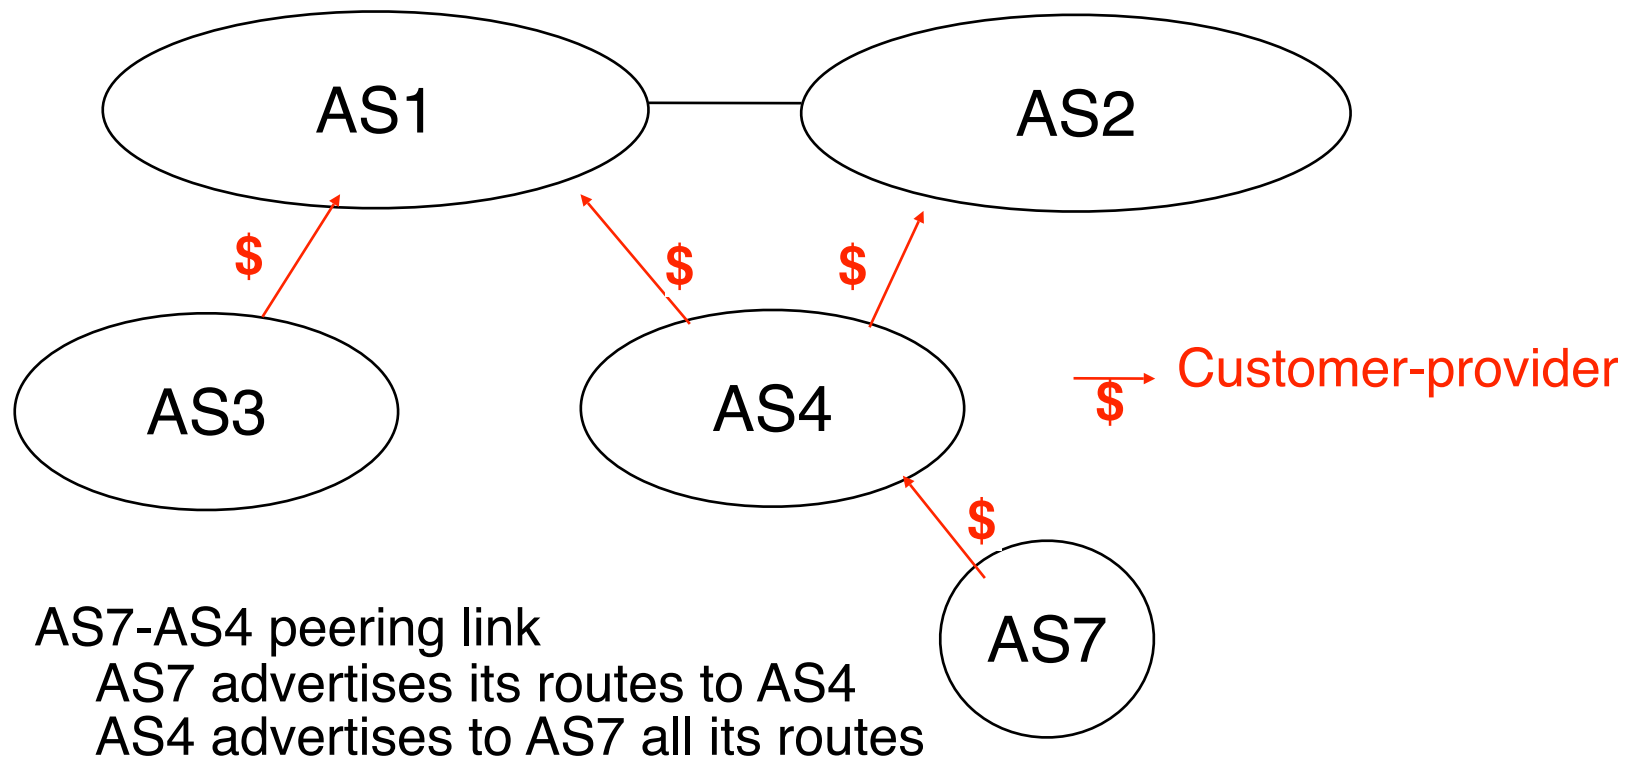 AS1
AS2
$
$
$
AS3
AS4
$
Customer-provider
$
AS7
AS7-AS4 peering link
AS7 advertises its routes to AS4
AS4 advertises to AS7 all its routes